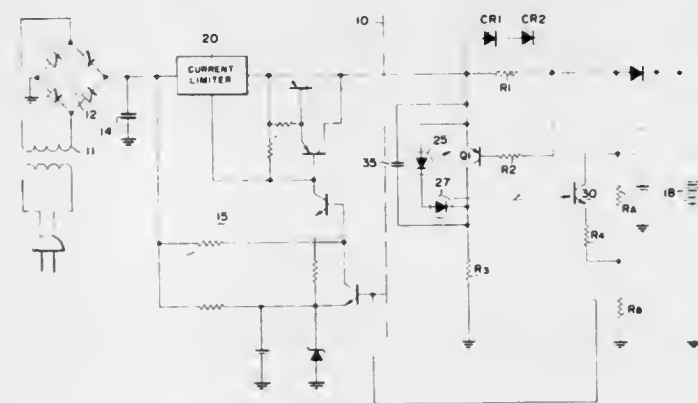 10
20
CR1 CR2
CURRENT
LIMITER
12
14
11
R1
25
Q1
R2
35
27
30
RA
18
15
R4
R3
RB